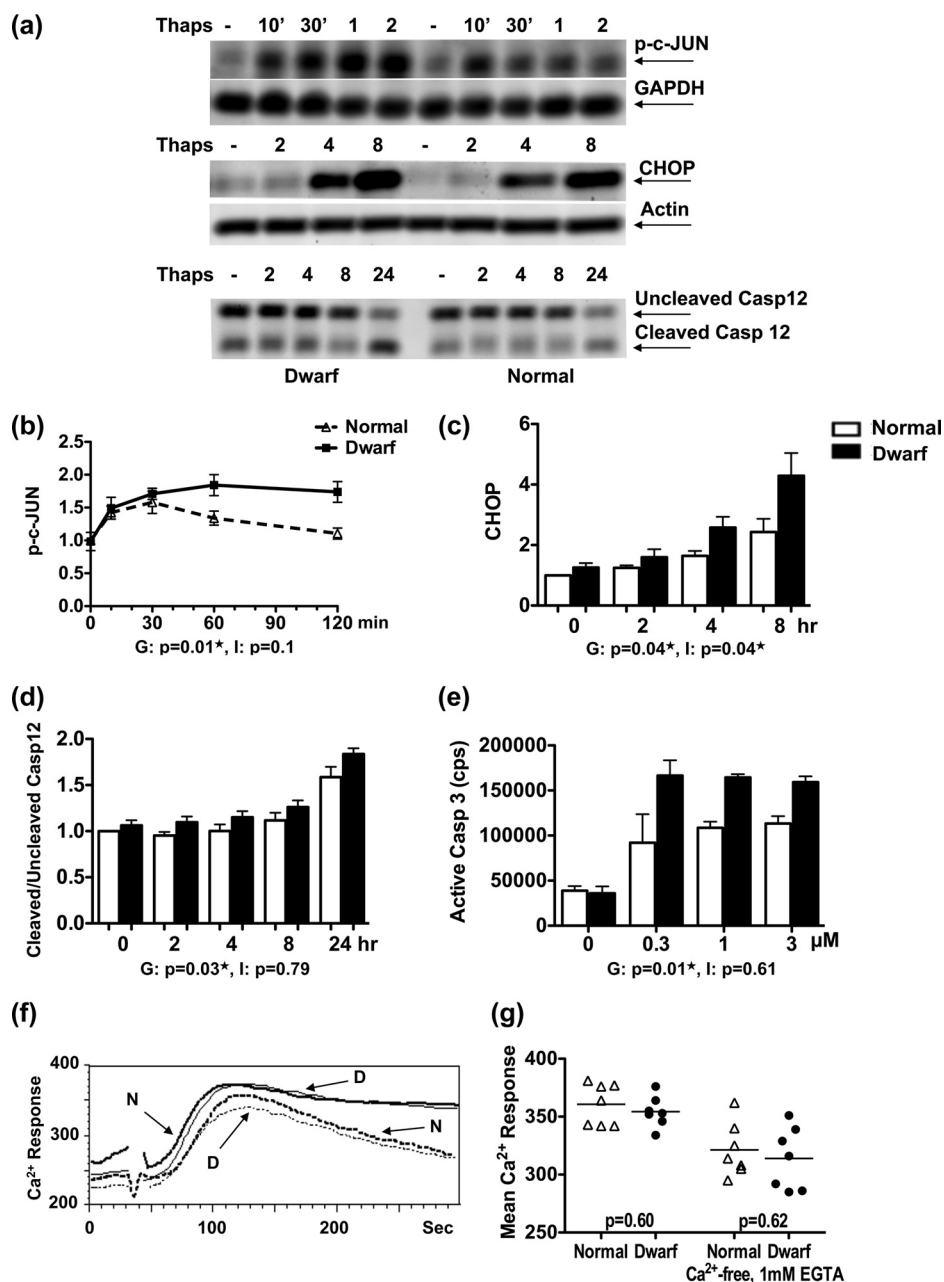 (a)
Thaps - 10’ 30’ 1 2 - 10’ 30’ 1 2
p-c-JUN
GAPDH
Thaps - 2 4 8 - 2 4 8
CHOP
Actin
Thaps - 2 4 8 24 - 2 4 8 24
Uncleaved Casp12
Cleaved Casp 12
Dwarf Normal
(b)
Normal
Dwarf
p-c-JUN
2.5
2.0
1.5
1.0
0.5
0.0
0 30 60 90 120 min
G: p=0.01★, I: p=0.1
(c)
Normal
Dwarf
CHOP
6
4
2
0
0 2 4 8 hr
G: p=0.04★, I: p=0.04★
(d)
Cleaved/Uncleaved Casp12
2.0
1.5
1.0
0.5
0.0
0 2 4 8 24 hr
G: p=0.03★, I: p=0.79
(e)
Active Casp 3 (cps)
200000
150000
100000
50000
0
0 0.3 1 3 µM
G: p=0.01★, I: p=0.61
(f)
Ca²⁺ Response
400
300
200
N
D
N
D
0 100 200 Sec
(g)
Mean Ca²⁺ Response
400
350
300
250
p=0.60 p=0.62
Normal Dwarf Normal Dwarf
Ca²⁺-free, 1mM EGTA